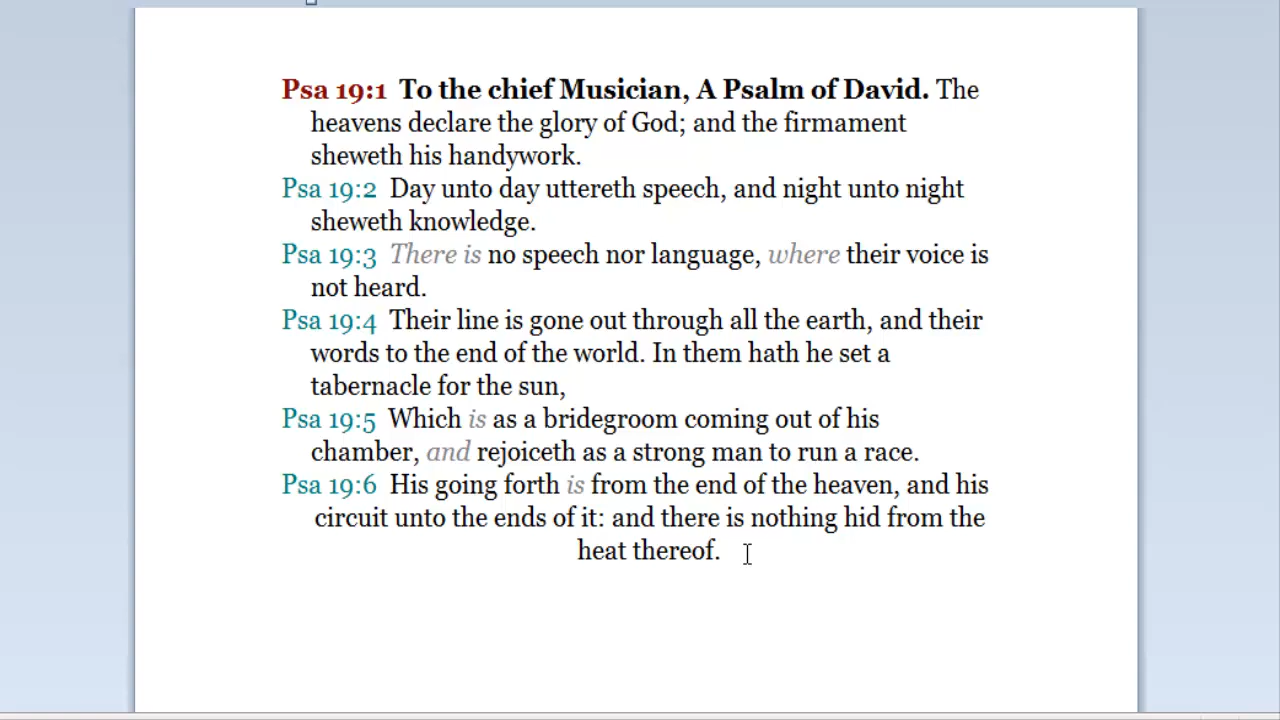 Psa 19:1 To the chief Musician, A Psalm of David. The
heavens declare the glory of God; and the firmament
sheweth his handywork.
Psa 19:2 Day unto day uttereth speech, and night unto night
sheweth knowledge.
Psa 19:3 There is no speech nor language, where their voice is
not heard.
Psa 19:4 Their line is gone out through all the earth, and their
words to the end of the world. In them hath he set a
tabernacle for the sun,
Psa 19:5 Which is as a bridegroom coming out of his
chamber, and rejoiceth as a strong man to run a race.
Psa 19:6 His going forth is from the end of the heaven, and his
circuit unto the ends of it: and there is nothing hid from the
heat thereof.